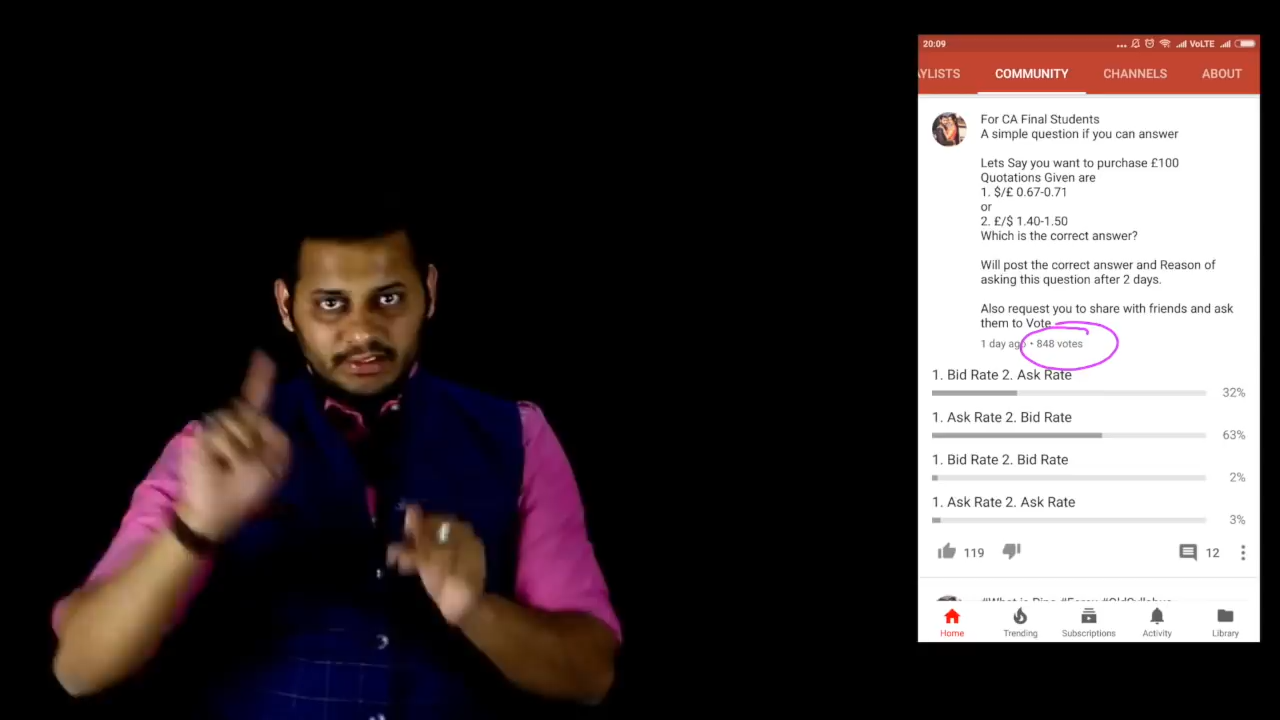 20:09
... VoLTE
AYLISTS COMMUNITY CHANNELS ABOUT
For CA Final Students
A simple question if you can answer
Lets Say you want to purchase £100
Quotations Given are
1. $/£ 0.67-0.71
or
2. £/$ 1.40-1.50
Which is the correct answer?
Will post the correct answer and Reason of
asking this question after 2 days.
Also request you to share with friends and ask
them to Vote
1 day ago • 848 votes
1. Bid Rate 2. Ask Rate
32%
1. Ask Rate 2. Bid Rate
63%
1. Bid Rate 2. Bid Rate
2%
1. Ask Rate 2. Ask Rate
3%
119 12
Home Trending Subscriptions Activity Library